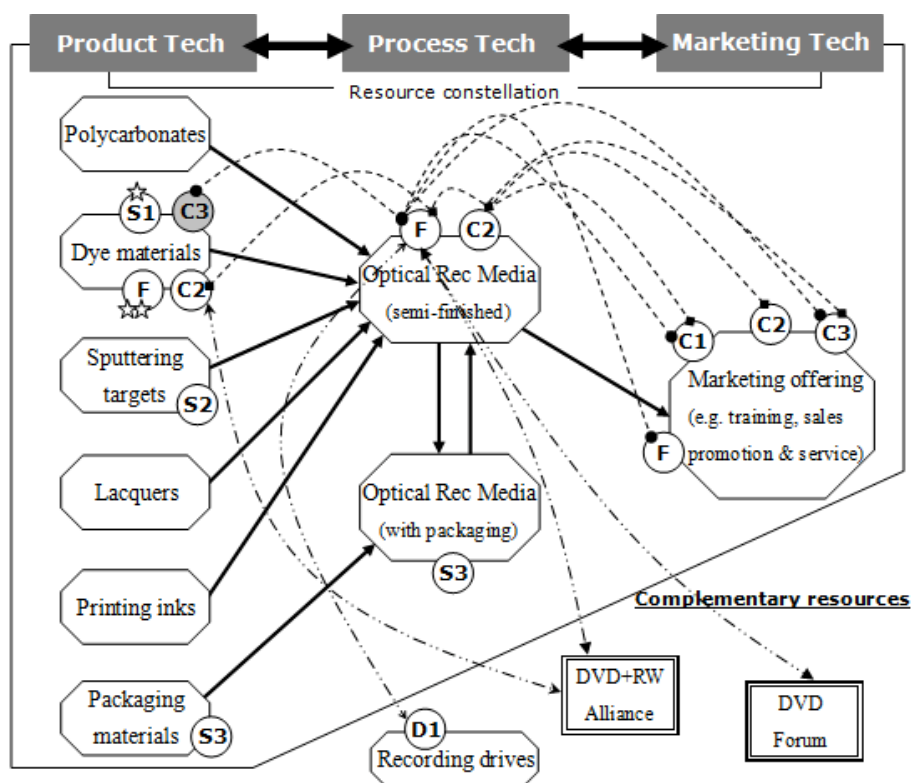 Product Tech
Process Tech
Marketing Tech
Resource constellation
Polycarbonates
S1
C3
Dye materials
F
C2
F
C2
Optical Rec Media
(semi-finished)
C1
C2
C3
Marketing offering
(e.g. training, sales
promotion & service)
F
Sputtering
targets
S2
Lacquers
Optical Rec Media
(with packaging)
S3
Printing inks
Complementary resources
Packaging
materials
S3
D1
Recording drives
DVD+RW
Alliance
DVD
Forum